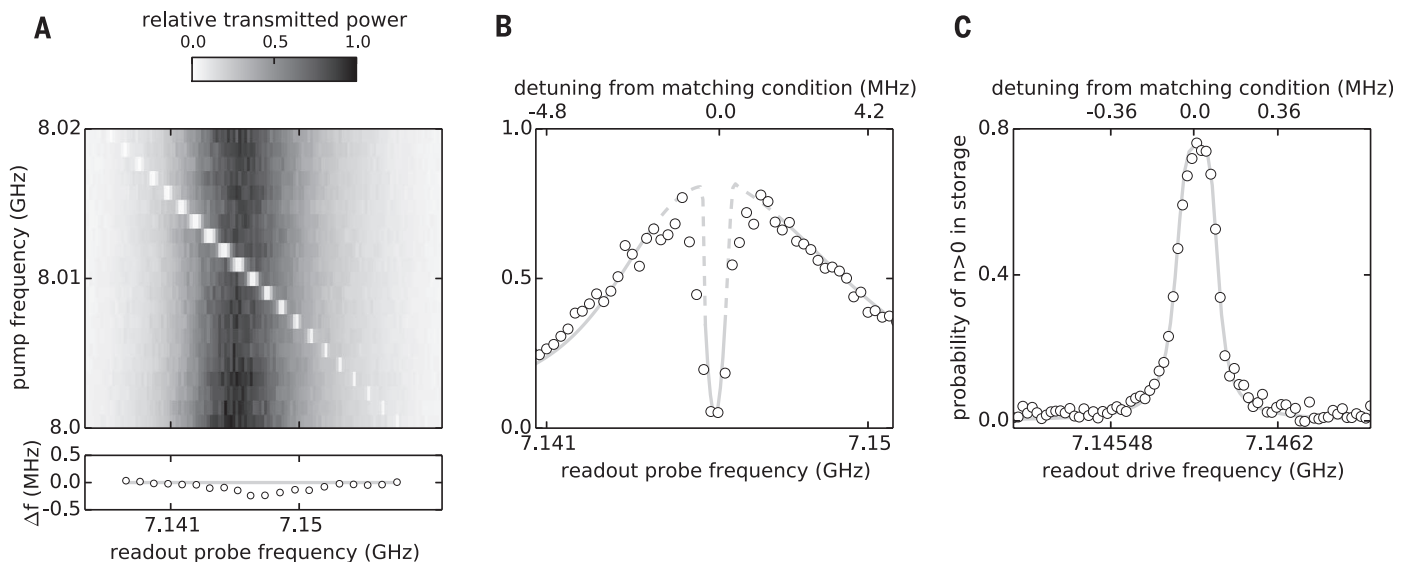 A
relative transmitted power
0.0 0.5 1.0
8.02
8.01
8.0
pump frequency (GHz)
0.5
0.0
-0.5
Δf (MHz)
7.141 7.15
readout probe frequency (GHz)
B
detuning from matching condition (MHz)
-4.8 0.0 4.2
1.0
0.5
0.0
7.141 7.15
readout probe frequency (GHz)
C
detuning from matching condition (MHz)
-0.36 0.0 0.36
0.8
0.4
0.0
probability of n>0 in storage
7.14548 7.1462
readout drive frequency (GHz)